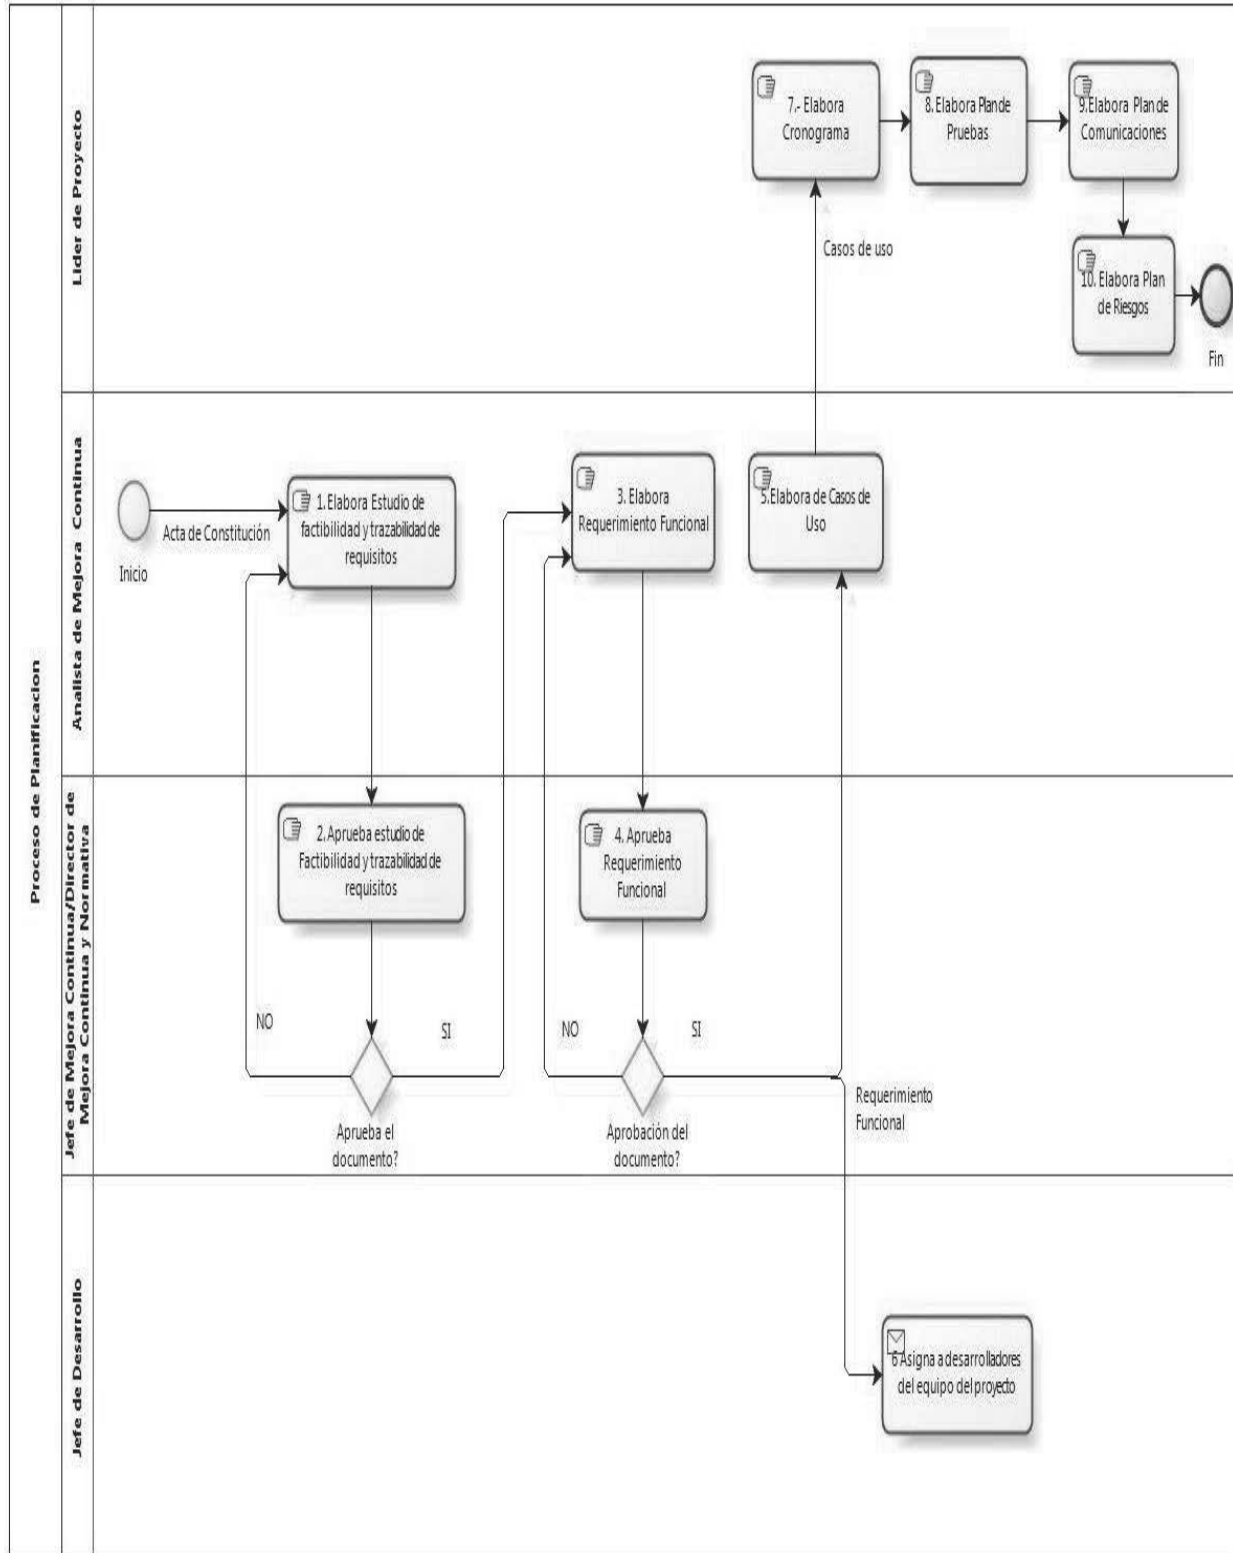 Proceso de Planificacion
Lider de Proyecto
7.- Elabora
Cronograma
8. Elabora Plan de
Pruebas
9.Elabora Plan de
Comunicaciones
Casos de uso
10. Elabora Plan
de Riesgos
Fin
Analista de Mejora Continua
Inicio
Acta de Constitución
1. Elabora Estudio de
factibilidad y trazabilidad de
requisitos
3. Elabora
Requerimiento Funcional
5.Elabora de Casos de
Uso
Jefe de Mejora Continua/Director de
Mejora Continua y Normativa
2. Aprueba estudio de
Factibilidad y trazabilidad de
requisitos
4. Aprueba
Requerimiento
Funcional
NO
SI
NO
SI
Aprueba el
documento?
Aprobación del
documento?
Requerimiento
Funcional
Jefe de Desarrollo
6 Asigna a desarrolladores
del equipo del proyecto